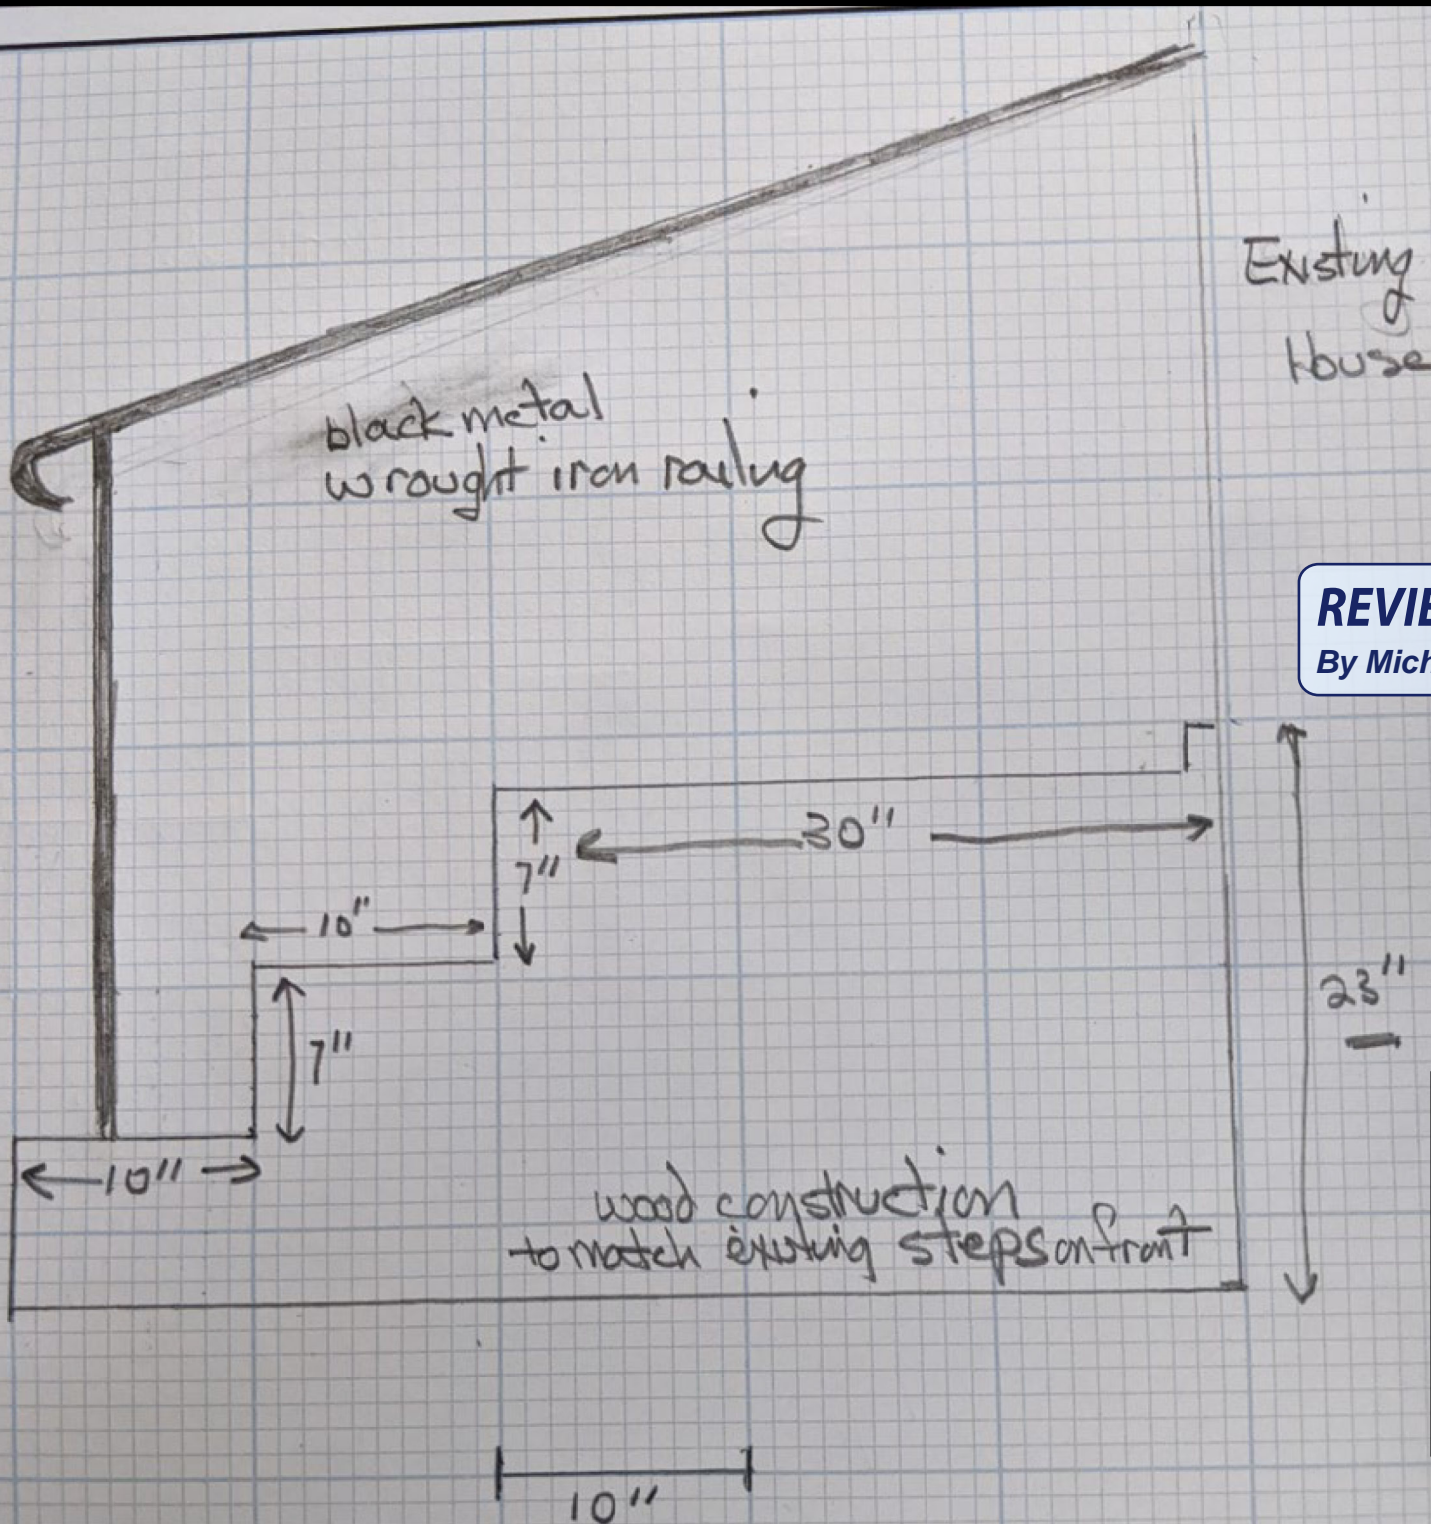 Existing
House
black metal
wrought iron railing
REVIE
By Mich
30"
7"
10"
23"
7"
10"
wood construction
to match existing steps on front
10"